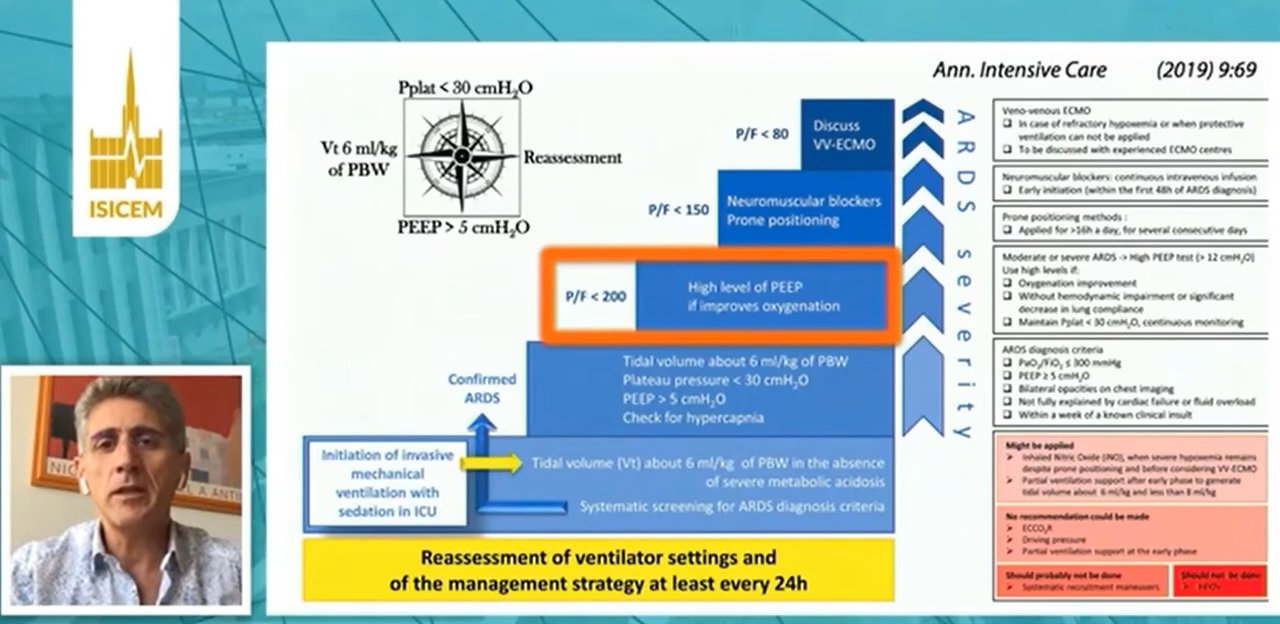 ISICEM
Ann. Intensive Care (2019) 9:69
Pplat < 30 cmH₂O
Vt 6 ml/kg
of PBW
Reassessment
PEEP > 5 cmH₂O
P/F < 80
Discuss
VV-ECMO
P/F < 150
Neuromuscular blockers
Prone positioning
P/F < 200
High level of PEEP
if improves oxygenation
Confirmed
ARDS
Tidal volume about 6 ml/kg of PBW
Plateau pressure < 30 cmH₂O
PEEP > 5 cmH₂O
Check for hypercapnia
Initiation of invasive
mechanical
ventilation with
sedation in ICU
Tidal volume (Vt) about 6 ml/kg of PBW in the absence
of severe metabolic acidosis
Systematic screening for ARDS diagnosis criteria
Reassessment of ventilator settings and
of the management strategy at least every 24h
ARDS severity
Veno-venous ECMO
In case of refractory hypoxemia or when protective
ventilation can not be applied
To be discussed with experienced ECMO centres
Neuromuscular blockers: continuous intravenous infusion
Early initiation (within the first 48h of ARDS diagnosis)
Prone positioning methods :
Applied for >16h a day, for several consecutive days
Moderate or severe ARDS -> High PEEP test (> 12 cmH₂O)
Use high levels if:
Oxygenation improvement
Without hemodynamic impairment or significant
decrease in lung compliance
Maintain Pplat < 30 cmH₂O, continuous monitoring
ARDS diagnosis criteria
PaO₂/FiO₂ ≤ 300 mmHg
PEEP ≥ 5 cmH₂O
Bilateral opacities on chest imaging
Not fully explained by cardiac failure or fluid overload
Within a week of a known clinical insult
Might be applied
Inhaled Nitric Oxide (iNO), when severe hypoxemia remains
despite prone positioning and before considering VV-ECMO
Partial ventilation support after early phase to generate
tidal volume about 6 ml/kg and less than 8 ml/kg
No recommendation could be made
ECCO₂R
Driving pressure
Partial ventilation support at the early phase
Should probably not be done
Systematic recruitment maneuvers
Should not be done
HFOV